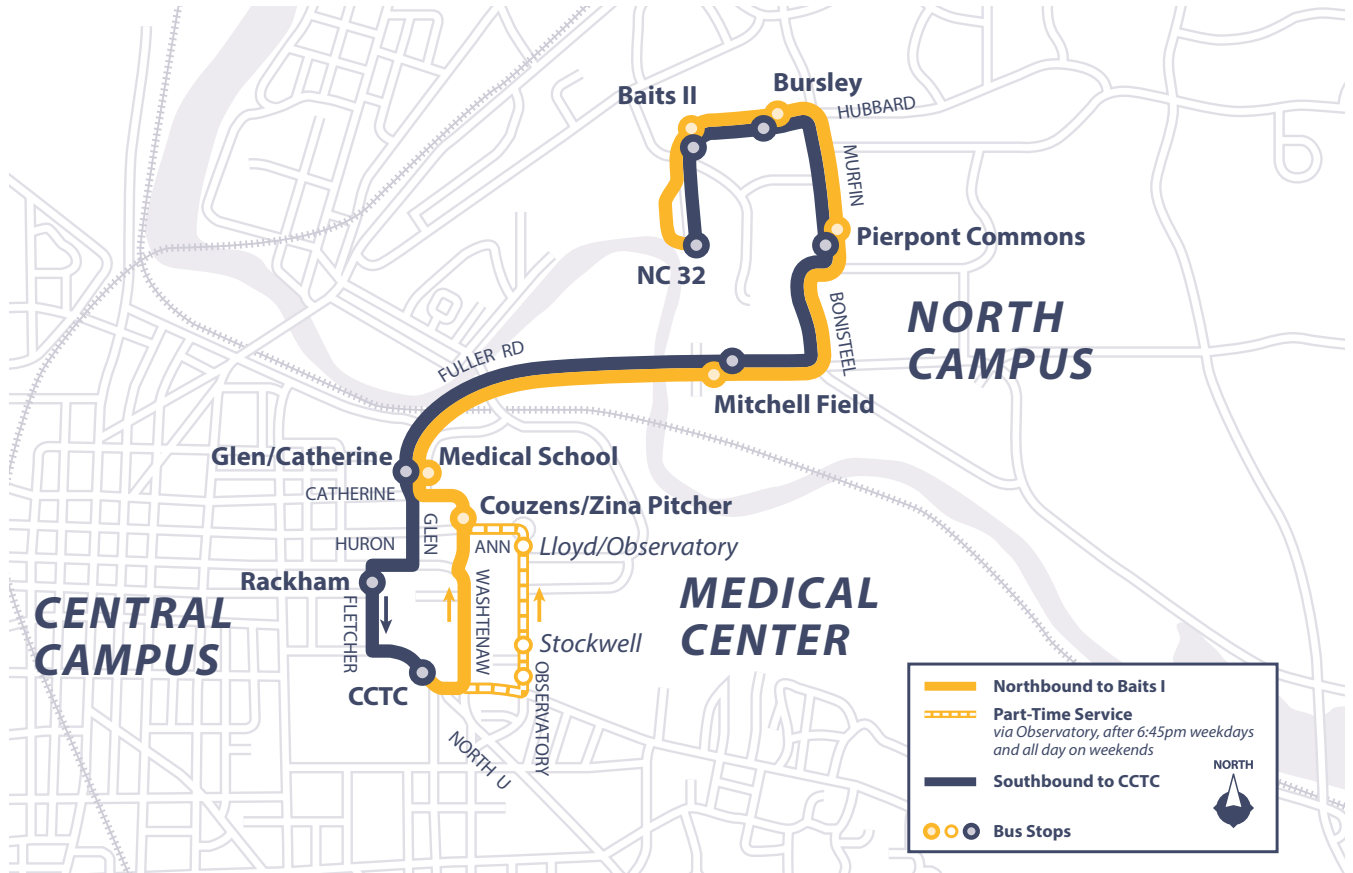 Bursley
Baits II
HUBBARD
MURFIN
Pierpont Commons
NC 32
BONISTEEL
NORTH
CAMPUS
FULLER RD
Mitchell Field
Glen/Catherine
Medical School
CATHERINE
Couzens/Zina Pitcher
GLEN
HURON
ANN
Lloyd/Observatory
Rackham
FLETCHER
WASHTENAW
CENTRAL
CAMPUS
MEDICAL
CENTER
Stockwell
OBSERVATORY
CCTC
NORTH U
Northbound to Baits I
Part-Time Service
via Observatory, after 6:45pm weekdays
and all day on weekends
Southbound to CCTC
NORTH
Bus Stops